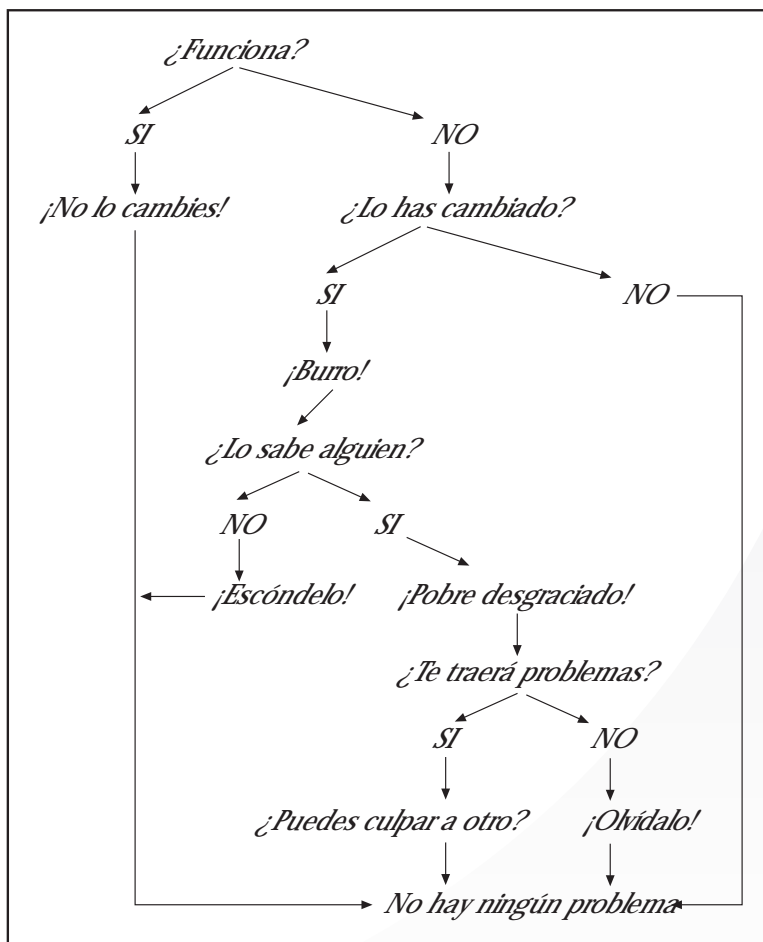 ¿Funciona?
SI NO
¡No lo cambies! ¿Lo has cambiado?
SI NO
¡Burro!
¿Lo sabe alguien?
NO SI
¡Escóndelo! ¡Pobre desgraciado!
¿Te traerá problemas?
SI NO
¿Puedes culpar a otro? ¡Olvídalo!
No hay ningún problema